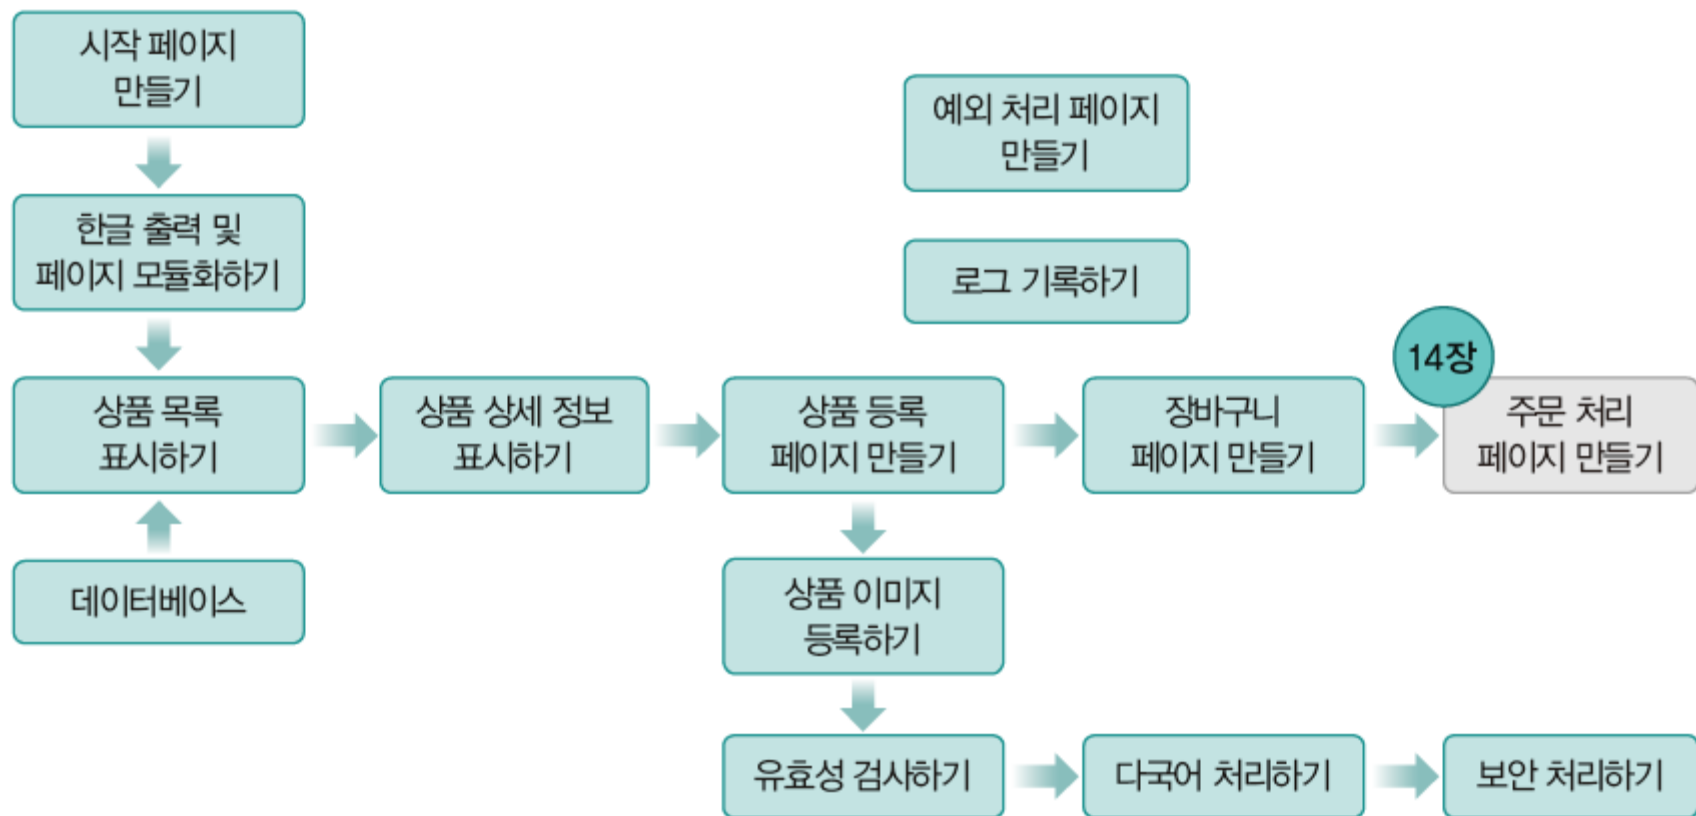 시작 페이지
만들기
예외 처리 페이지
만들기
한글 출력 및
페이지 모듈화하기
로그 기록하기
14장
상품 목록
표시하기
상품 상세 정보
표시하기
상품 등록
페이지 만들기
장바구니
페이지 만들기
주문 처리
페이지 만들기
데이터베이스
상품 이미지
등록하기
유효성 검사하기
다국어 처리하기
보안 처리하기